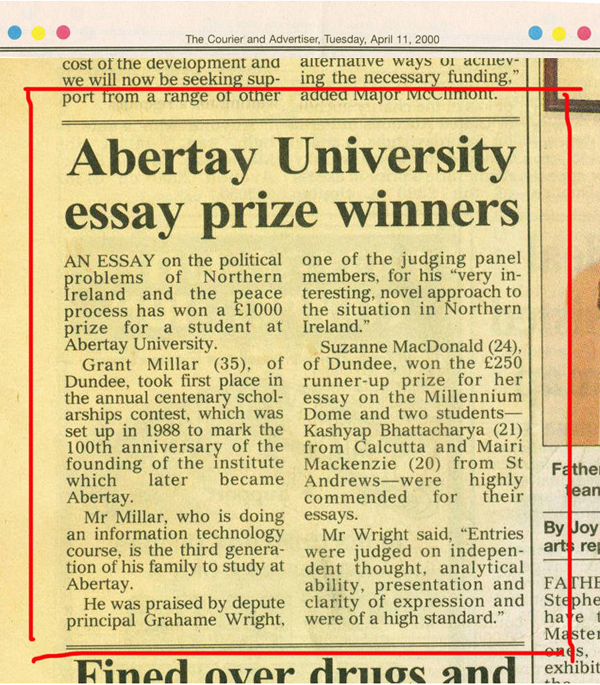 The Courier and Advertiser, Tuesday, April 11, 2000
cost of the development and
we will now be seeking sup-
port from a range of other
alternative ways of achiev-
ing the necessary funding,”
added Major McClimont.
Abertay University
essay prize winners
AN ESSAY on the political
problems of Northern
Ireland and the peace
process has won a £1000
prize for a student at
Abertay University.
Grant Millar (35), of
Dundee, took first place in
the annual centenary schol-
arships contest, which was
set up in 1988 to mark the
100th anniversary of the
founding of the institute
which later became
Abertay.
Mr Millar, who is doing
an information technology
course, is the third genera-
tion of his family to study at
Abertay.
He was praised by depute
principal Grahame Wright,
one of the judging panel
members, for his “very in-
teresting, novel approach to
the situation in Northern
Ireland.”
Suzanne MacDonald (24),
of Dundee, won the £250
runner-up prize for her
essay on the Millennium
Dome and two students—
Kashyap Bhattacharya (21)
from Calcutta and Mairi
Mackenzie (20) from St
Andrews—were highly
commended for their
essays.
Mr Wright said, “Entries
were judged on indepen-
dent thought, analytical
ability, presentation and
clarity of expression and
were of a high standard.”
Fined over drugs and
Father
team
By Joy
arts rep
FATHE
Stephe
have t
Master
ones,
exhibit
the